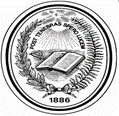 POST TENEBRAS SPERO LUCEM
1886